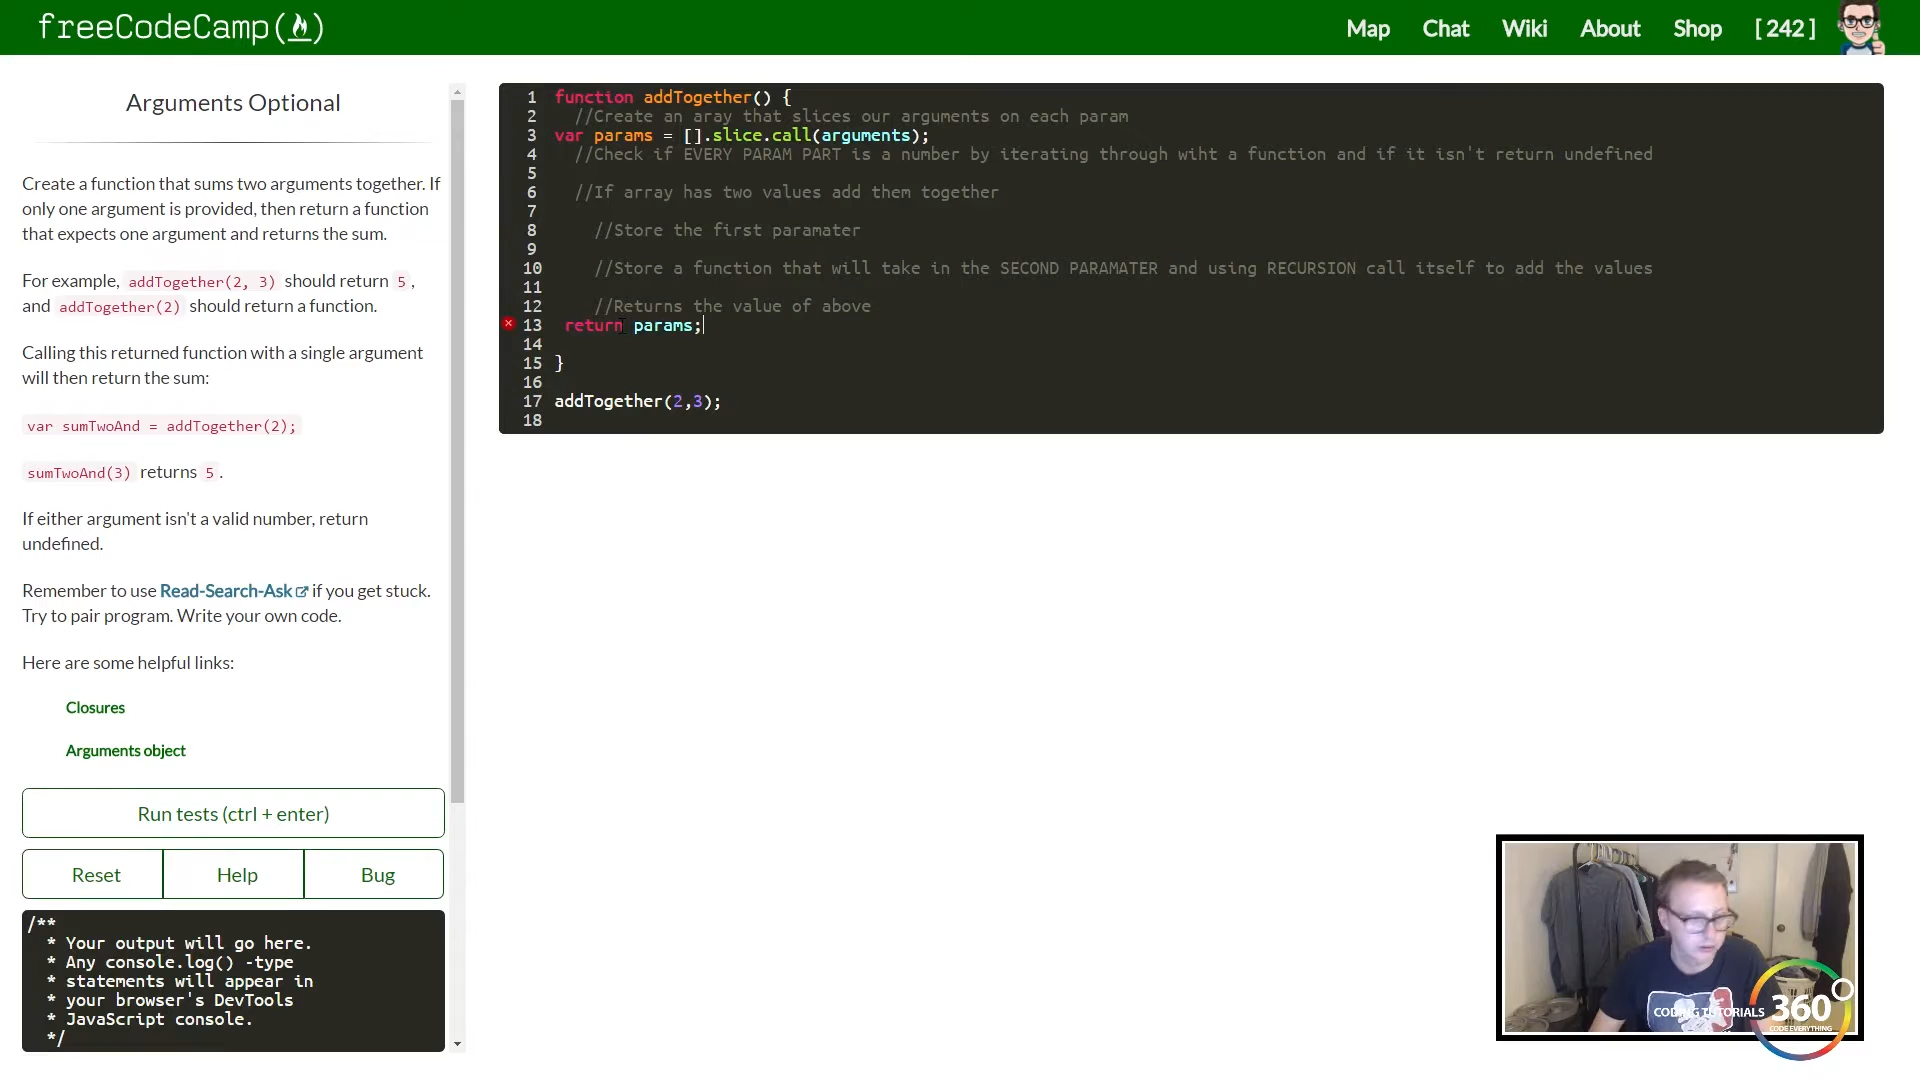 freeCodeCamp
Map
Chat
Wiki
About
Shop
[ 242 ]
Arguments Optional
Create a function that sums two arguments together. If
only one argument is provided, then return a function
that expects one argument and returns the sum.
For example, addTogether(2, 3) should return 5 ,
and addTogether(2) should return a function.
Calling this returned function with a single argument
will then return the sum:
var sumTwoAnd = addTogether(2);
sumTwoAnd(3) returns 5 .
If either argument isn't a valid number, return
undefined.
Remember to use Read-Search-Ask if you get stuck.
Try to pair program. Write your own code.
Here are some helpful links:
Closures
Arguments object
Run tests (ctrl + enter)
Reset
Help
Bug
/**
* Your output will go here.
* Any console.log() -type
* statements will appear in
* your browser's DevTools
* JavaScript console.
*/
1 function addTogether() {
2 //Create an aray that slices our arguments on each param
3 var params = [].slice.call(arguments);
4 //Check if EVERY PARAM PART is a number by iterating through wiht a function and if it isn't return undefined
5
6 //If array has two values add them together
7
8 //Store the first paramater
9
10 //Store a function that will take in the SECOND PARAMATER and using RECURSION call itself to add the values
11
12 //Returns the value of above
13 return params;
14
15 }
16
17 addTogether(2,3);
18
CODING TUTORIALS 360
CODE EVERYTHING